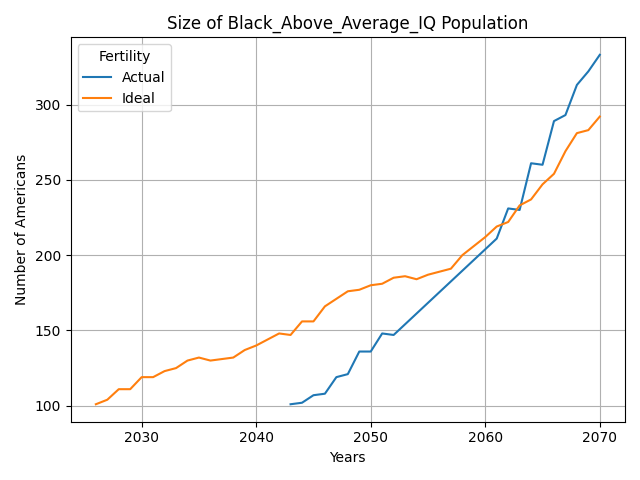 Size of Black_Above_Average_IQ Population
Fertility
Actual
Ideal
Number of Americans
300
250
200
150
100
2030
2040
2050
2060
2070
Years